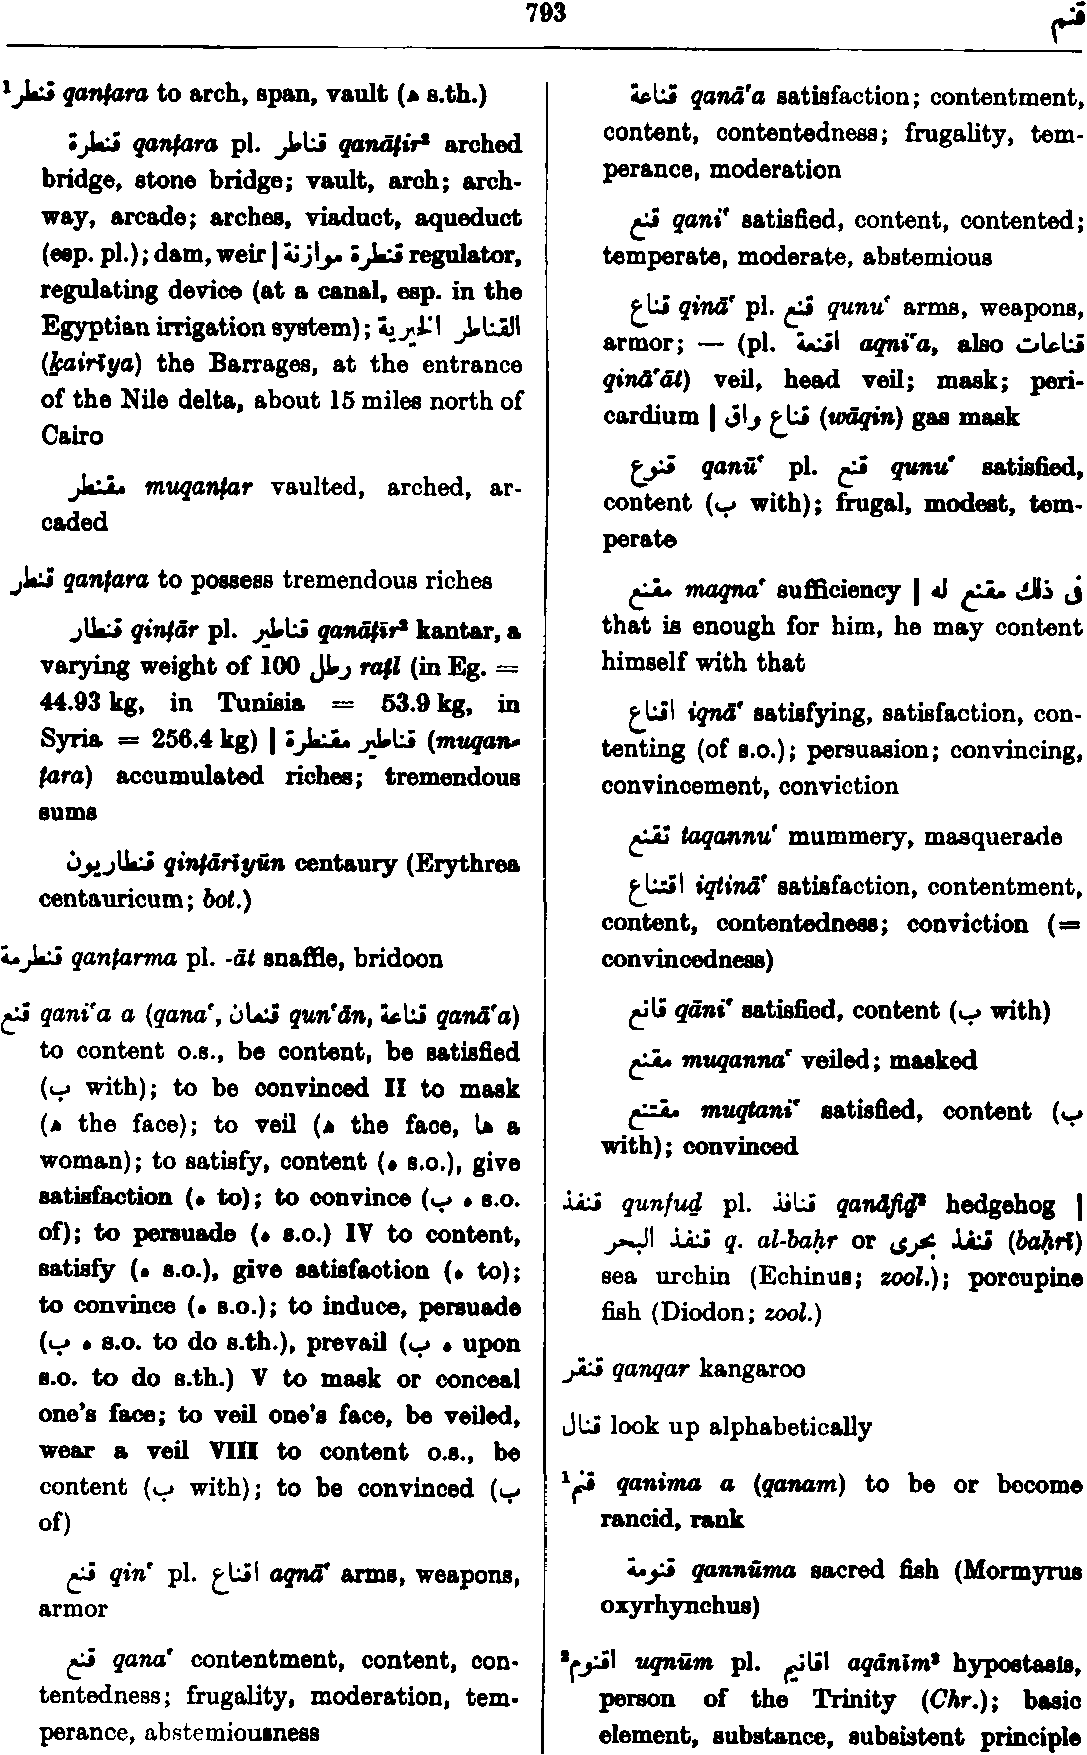 793
قنم
¹قنطر qanṭara to arch, span, vault (ه s.th.)
قنطرة qanṭara pl. قناطر qanāṭir² arched
bridge, stone bridge; vault, arch; arch-
way, arcade; arches, viaduct, aqueduct
(esp. pl.); dam, weir | قنطرة موازنة regulator,
regulating device (at a canal, esp. in the
Egyptian irrigation system); القناطر الخيرية
(ḵairīya) the Barrages, at the entrance
of the Nile delta, about 15 miles north of
Cairo
مقنطر muqanṭar vaulted, arched, ar-
caded
قنطر qanṭara to possess tremendous riches
قنطار qinṭār pl. قناطير qanāṭīr² kantar, a
varying weight of 100 رطل raṭl (in Eg. =
44.93 kg, in Tunisia = 53.9 kg, in
Syria = 256.4 kg) | قناطير مقنطرة (muqan-
ṭara) accumulated riches; tremendous
sums
قنطاريون qinṭārīyūn centaury (Erythrea
centauricum; bot.)
قنطرمة qanṭarma pl. -āt snaffle, bridoon
قنع qaniʿa a (qanaʿ, قنعان qunʿān, قناعة qanāʿa)
to content o.s., be content, be satisfied
(ب with); to be convinced II to mask
(ه the face); to veil (ه the face, ها a
woman); to satisfy, content (ه s.o.), give
satisfaction (ه to); to convince (ه ب s.o.
of); to persuade (ه s.o.) IV to content,
satisfy (ه s.o.), give satisfaction (ه to);
to convince (ه s.o.); to induce, persuade
(ه ب s.o. to do s.th.), prevail (ه ب upon
s.o. to do s.th.) V to mask or conceal
one's face; to veil one's face, be veiled,
wear a veil VIII to content o.s., be
content (ب with); to be convinced (ب
of)
قنع qinʿ pl. اقناع aqnāʿ arms, weapons,
armor
قنع qanaʿ contentment, content, con-
tentedness; frugality, moderation, tem-
perance, abstemiousness
قناعة qanāʿa satisfaction; contentment,
content, contentedness; frugality, tem-
perance, moderation
قنع qaniʿ satisfied, content, contented;
temperate, moderate, abstemious
قناع qināʿ pl. قنع qunuʿ arms, weapons,
armor; — (pl. اقنعة aqniʿa, also قناعات
qināʿāt) veil, head veil; mask; peri-
cardium | قناع واق (wāqin) gas mask
قنوع qanūʿ pl. قنع qunuʿ satisfied,
content (ب with); frugal, modest, tem-
perate
مقنع maqnaʿ sufficiency | فى ذلك مقنع له
that is enough for him, he may content
himself with that
اقناع iqnāʿ satisfying, satisfaction, con-
tenting (of s.o.); persuasion; convincing,
convincement, conviction
تقنع taqannuʿ mummery, masquerade
اقتناع iqtināʿ satisfaction, contentment,
content, contentedness; conviction (=
convincedness)
قانع qāniʿ satisfied, content (ب with)
مقنع muqannaʿ veiled; masked
مقتنع muqtaniʿ satisfied, content (ب
with); convinced
قنفذ qunfuḏ pl. قنافذ qanāfiḏ² hedgehog |
قنفذ البحر q. al-baḥr or قنفذ بحرى (baḥrī)
sea urchin (Echinus; zool.); porcupine
fish (Diodon; zool.)
قنقر qanqar kangaroo
قنال look up alphabetically
¹قنم qanima a (qanam) to be or become
rancid, rank
قنومة qannūma sacred fish (Mormyrus
oxyrhynchus)
²اقنوم uqnūm pl. اقانيم aqānīm² hypostasis,
person of the Trinity (Chr.); basic
element, substance, subsistent principle